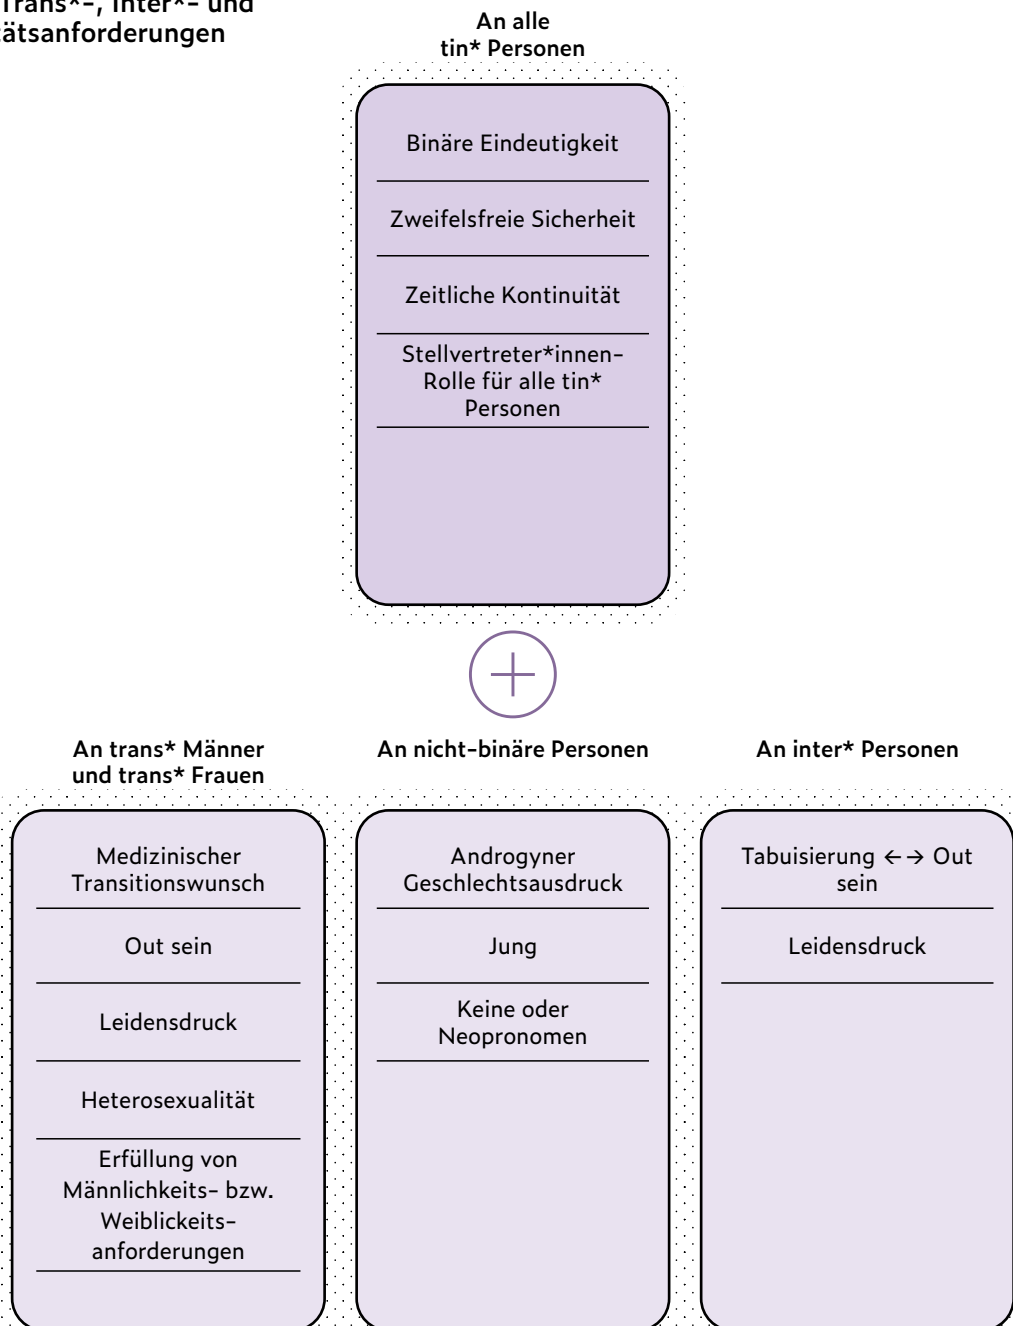 Trans*-, Inter*- und
tätsanforderungen
An alle
tin* Personen
Binäre Eindeutigkeit
Zweifelsfreie Sicherheit
Zeitliche Kontinuität
Stellvertreter*innen-
Rolle für alle tin*
Personen
An trans* Männer
und trans* Frauen
Medizinischer
Transitionswunsch
Out sein
Leidensdruck
Heterosexualität
Erfüllung von
Männlichkeits- bzw.
Weiblickeits-
anforderungen
An nicht-binäre Personen
Androgyner
Geschlechtsausdruck
Jung
Keine oder
Neopronomen
An inter* Personen
Tabuisierung ←→ Out
sein
Leidensdruck